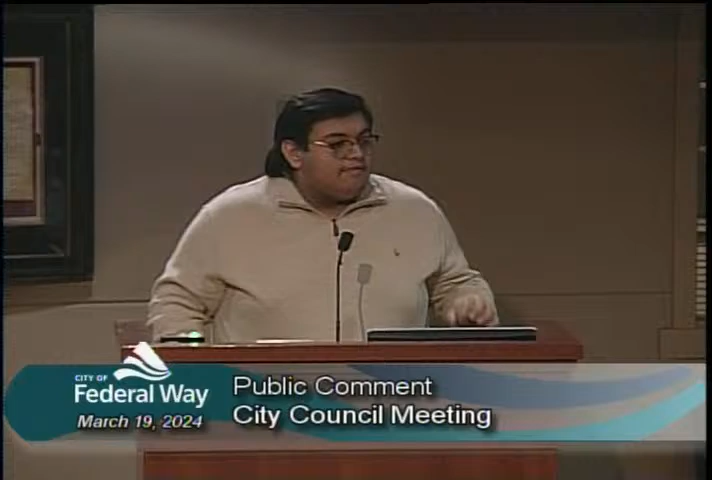 CITY OF
Federal Way
March 19, 2024
Public Comment
City Council Meeting